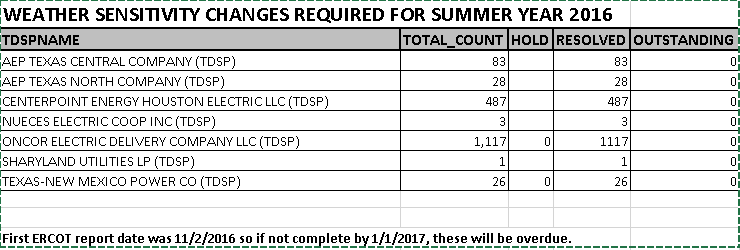 WEATHER SENSITIVITY CHANGES REQUIRED FOR SUMMER YEAR 2016
TDSPNAME TOTAL_COUNT HOLD RESOLVED OUTSTANDING
AEP TEXAS CENTRAL COMPANY (TDSP) 83 83 0
AEP TEXAS NORTH COMPANY (TDSP) 28 28 0
CENTERPOINT ENERGY HOUSTON ELECTRIC LLC (TDSP) 487 487 0
NUECES ELECTRIC COOP INC (TDSP) 3 3 0
ONCOR ELECTRIC DELIVERY COMPANY LLC (TDSP) 1,117 0 1117 0
SHARYLAND UTILITIES LP (TDSP) 1 1 0
TEXAS-NEW MEXICO POWER CO (TDSP) 26 0 26 0
First ERCOT report date was 11/2/2016 so if not complete by 1/1/2017, these will be overdue.